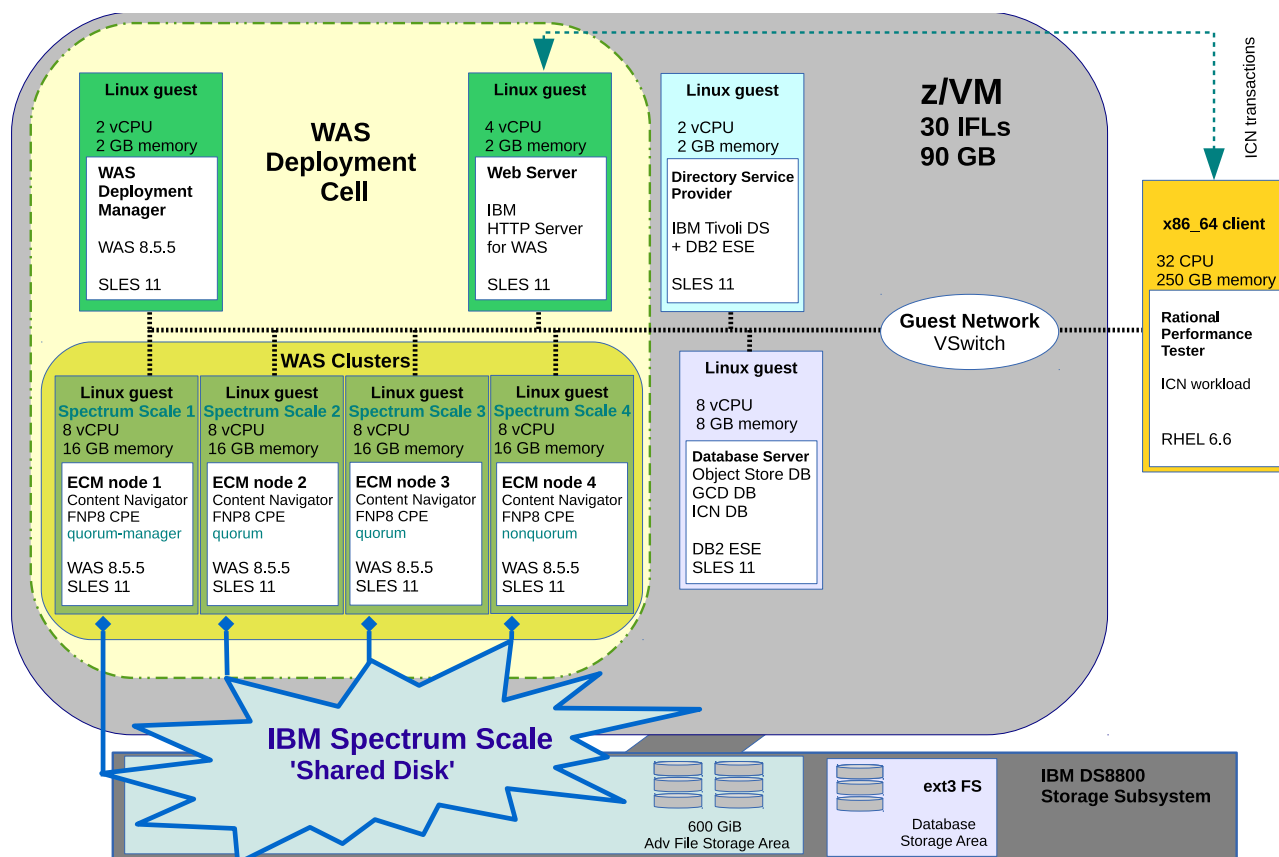 z/VM
30 IFLs
90 GB
ICN transactions
WAS
Deployment
Cell
Linux guest
2 vCPU
2 GB memory
WAS
Deployment
Manager
WAS 8.5.5
SLES 11
Linux guest
4 vCPU
2 GB memory
Web Server
IBM
HTTP Server
for WAS
SLES 11
Linux guest
2 vCPU
2 GB memory
Directory Service
Provider
IBM Tivoli DS
+ DB2 ESE
SLES 11
x86_64 client
32 CPU
250 GB memory
Rational
Performance
Tester
ICN workload
RHEL 6.6
Guest Network
VSwitch
WAS Clusters
Linux guest
Spectrum Scale 1
8 vCPU
16 GB memory
ECM node 1
Content Navigator
FNP8 CPE
quorum-manager
WAS 8.5.5
SLES 11
Linux guest
Spectrum Scale 2
8 vCPU
16 GB memory
ECM node 2
Content Navigator
FNP8 CPE
quorum
WAS 8.5.5
SLES 11
Linux guest
Spectrum Scale 3
8 vCPU
16 GB memory
ECM node 3
Content Navigator
FNP8 CPE
quorum
WAS 8.5.5
SLES 11
Linux guest
Spectrum Scale 4
8 vCPU
16 GB memory
ECM node 4
Content Navigator
FNP8 CPE
nonquorum
WAS 8.5.5
SLES 11
Linux guest
8 vCPU
8 GB memory
Database Server
Object Store DB
GCD DB
ICN DB
DB2 ESE
SLES 11
IBM Spectrum Scale
'Shared Disk'
600 GiB
Adv File Storage Area
ext3 FS
Database
Storage Area
IBM DS8800
Storage Subsystem